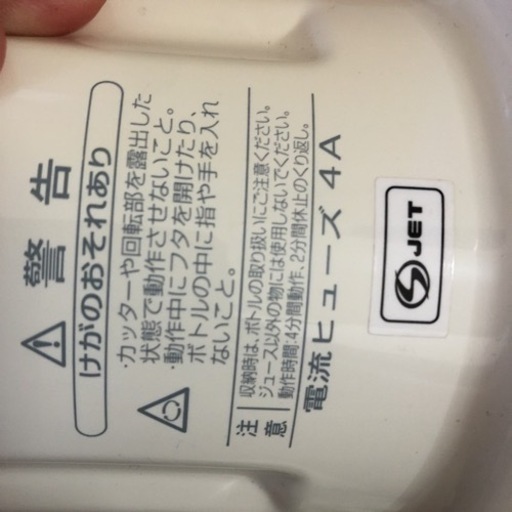 警告
けがのおそれあり
・カッターや回転部を露出した
状態で動作させないこと。
・動作中にフタを開けたり、
ボトルの中に指や手を入れ
ないこと。
注意
収納時は、ボトルの取り扱いにご注意ください。
ジュース以外の物には使用しないでください。
動作時間:4分間動作、2分間休止のくり返し。
電流ヒューズ 4A
JET